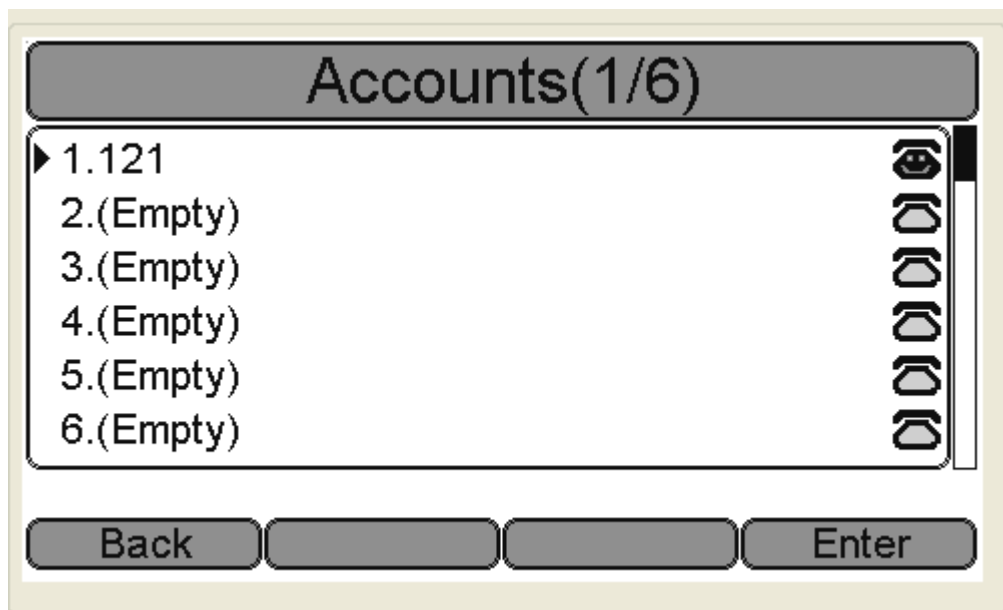 Accounts(1/6)
1.121
2.(Empty)
3.(Empty)
4.(Empty)
5.(Empty)
6.(Empty)
Back Enter